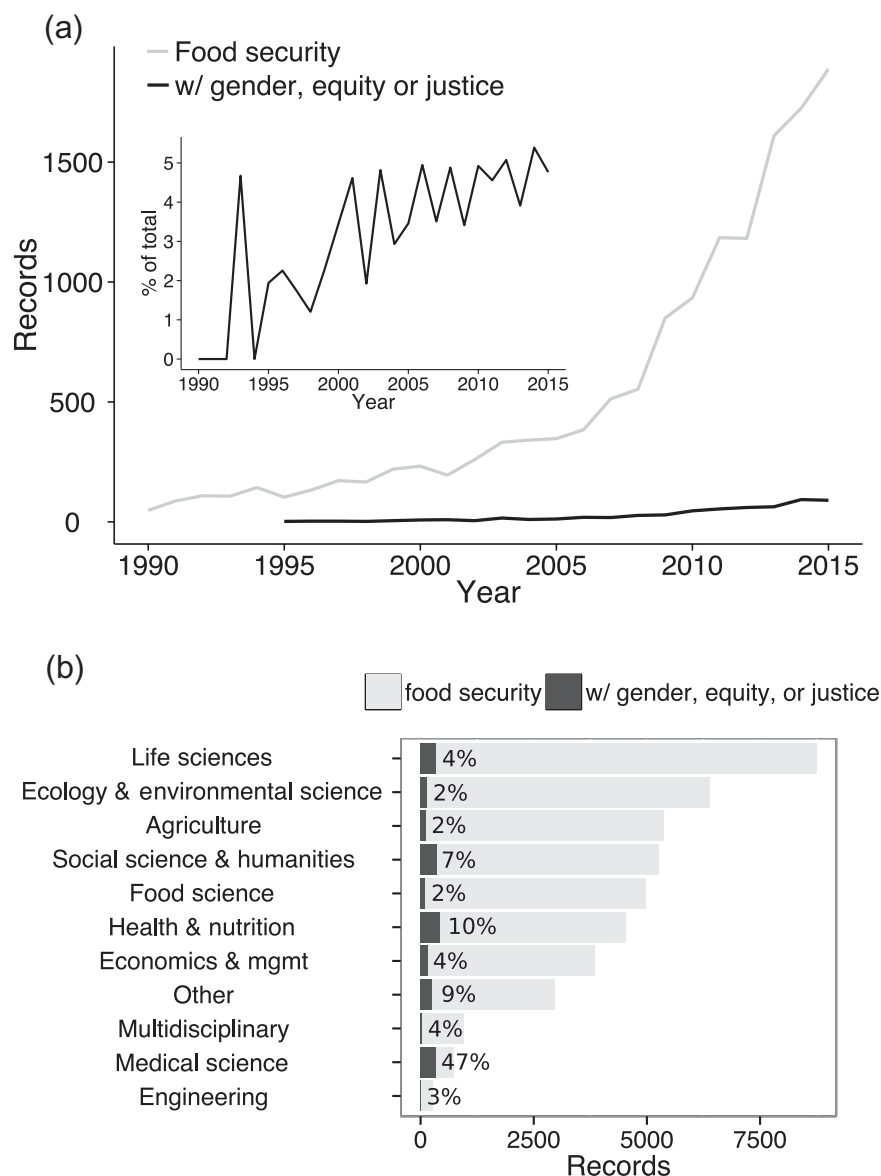 (a)
Food security
w/ gender, equity or justice
Records
1500
1000
500
0
% of total
5
4
3
2
1
0
1990 1995 2000 2005 2010 2015
Year
1990 1995 2000 2005 2010 2015
Year
(b)
food security w/ gender, equity, or justice
Life sciences 4%
Ecology & environmental science 2%
Agriculture 2%
Social science & humanities 7%
Food science 2%
Health & nutrition 10%
Economics & mgmt 4%
Other 9%
Multidisciplinary 4%
Medical science 47%
Engineering 3%
0 2500 5000 7500
Records